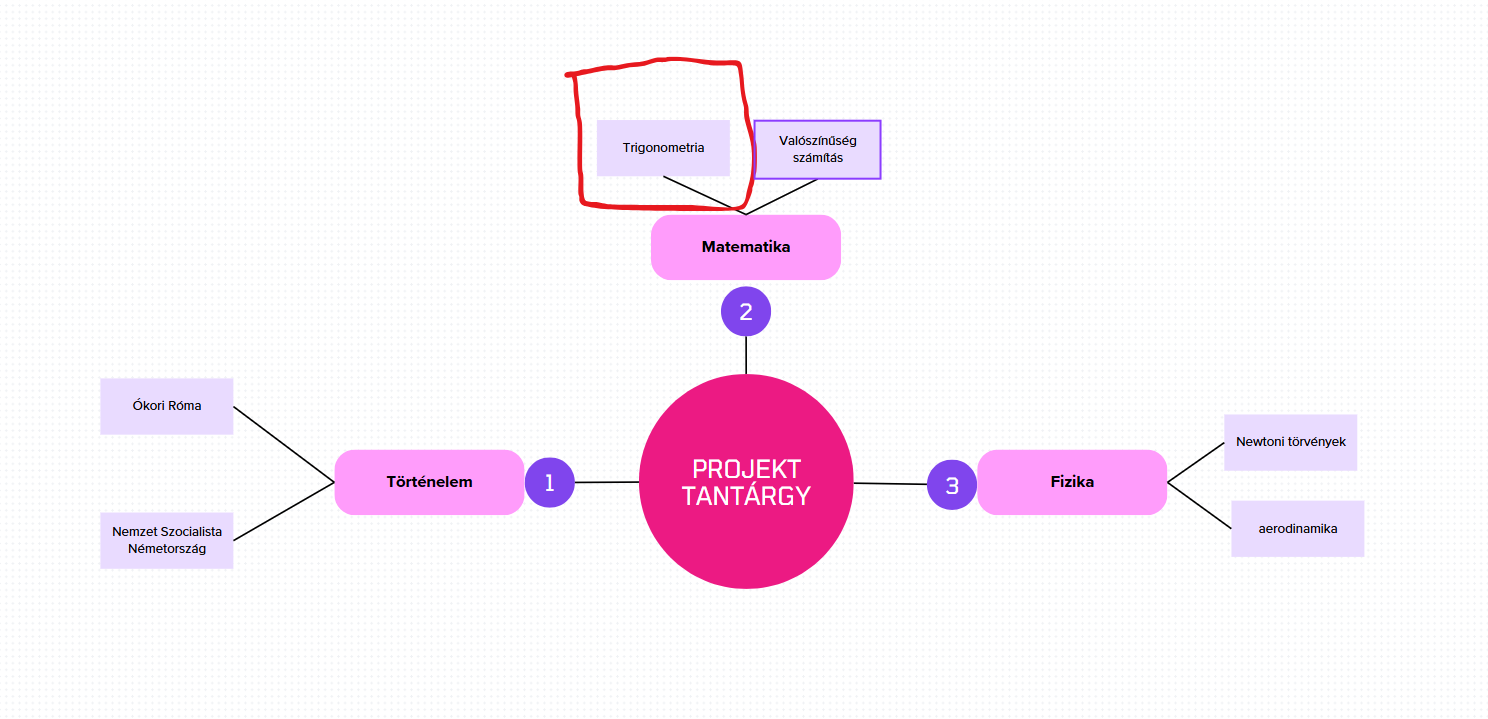 Trigonometria
Valószínűség
számítás
Matematika
2
Ókori Róma
Nemzet Szocialista
Németország
Történelem
1
PROJEKT
TANTÁRGY
3
Fizika
Newtoni törvények
aerodinamika